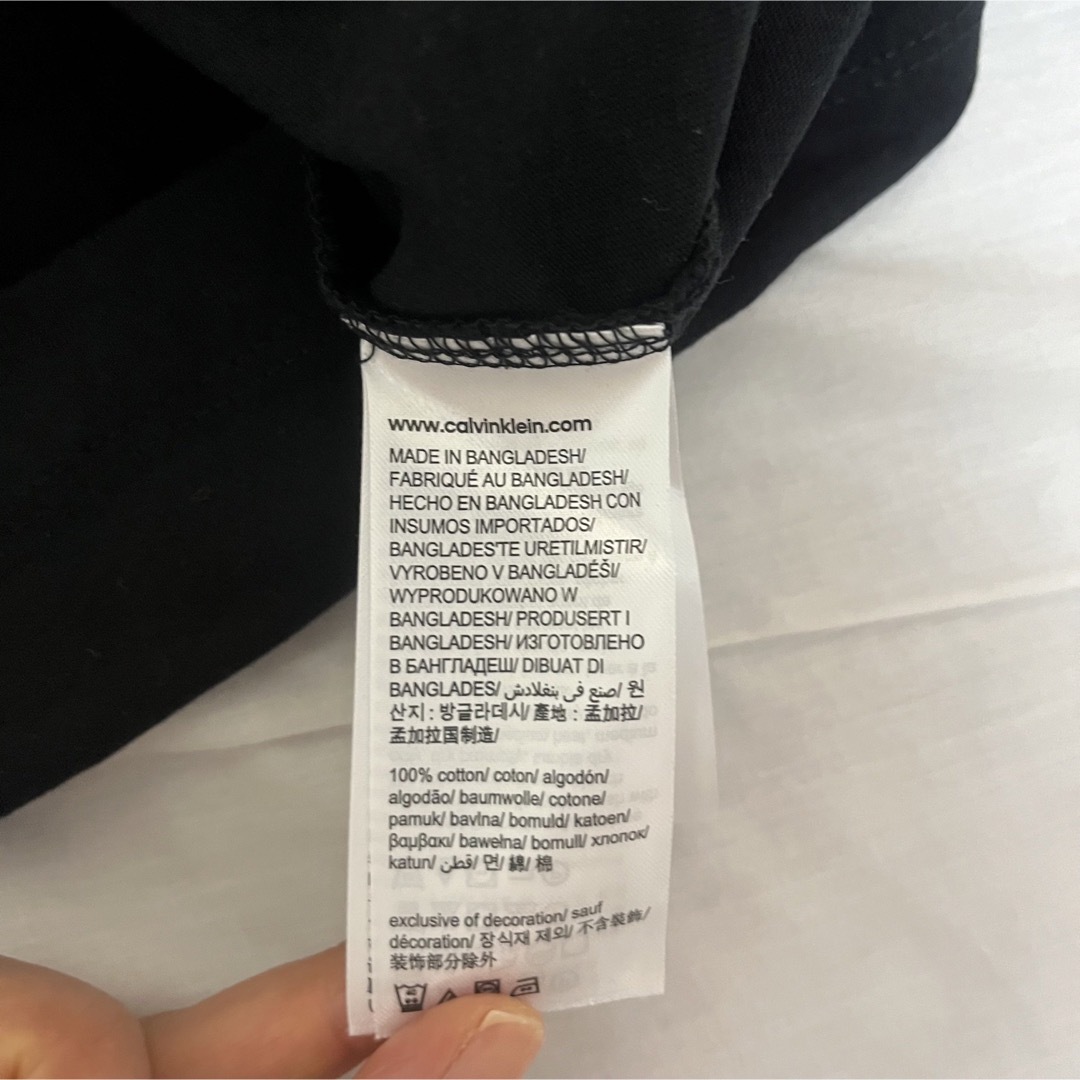 www.calvinklein.com
MADE IN BANGLADESH/
FABRIQUÉ AU BANGLADESH/
HECHO EN BANGLADESH CON
INSUMOS IMPORTADOS/
BANGLADES'TE URETILMISTIR/
VYROBENO V BANGLADÉŠI/
WYPRODUKOWANO W
BANGLADESH/ PRODUSERT I
BANGLADESH/ ИЗГОТОВЛЕНО
В БАНГЛАДЕШ/ DIBUAT DI
BANGLADES/ صنع في بنغلادش/ 원
산지 : 방글라데시/ 產地 : 孟加拉/
孟加拉国制造/
100% cotton/ coton/ algodón/
algodão/ baumwolle/ cotone/
pamuk/ bavlna/ bomuld/ katoen/
βαμβακι/ bawełna/ bomull/ хлопок/
katun/ قطن/ 면/ 綿/ 棉
exclusive of decoration/ sauf
décoration/ 장식재 제외/ 不含裝飾/
装饰部分除外
40